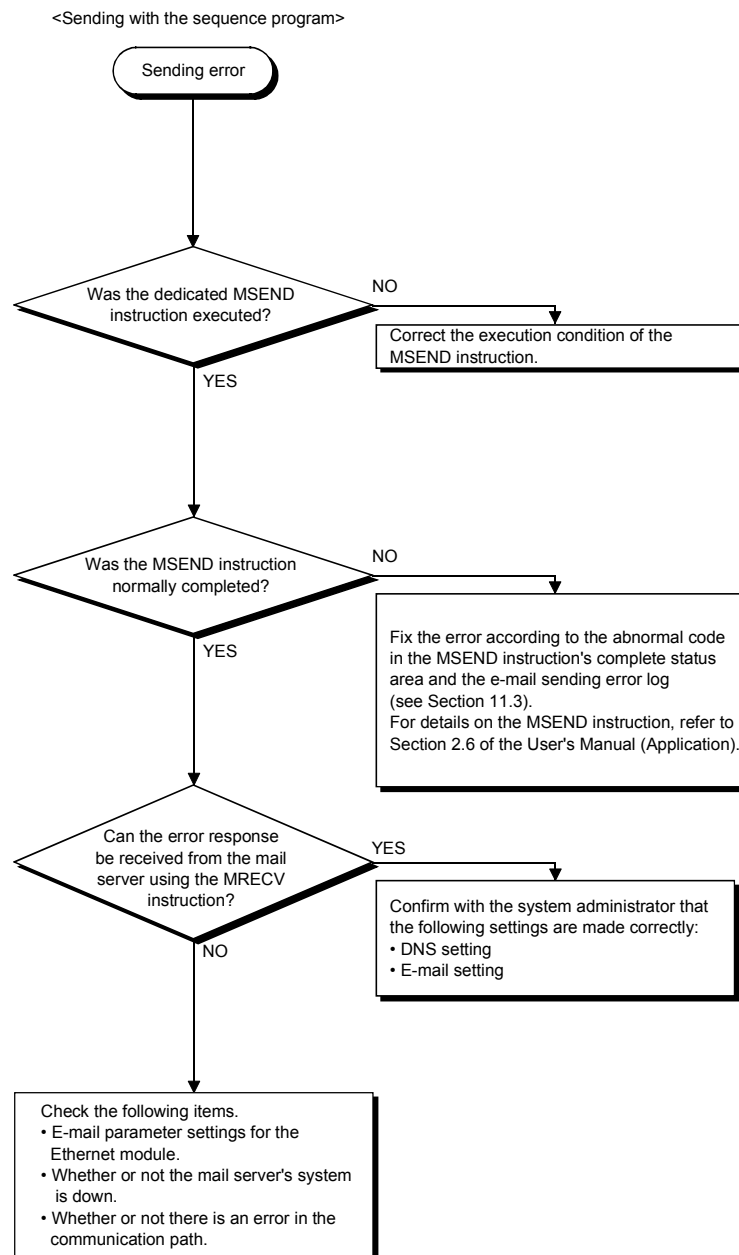 <Sending with the sequence program>
Sending error
Was the dedicated MSEND
instruction executed?
NO
Correct the execution condition of the
MSEND instruction.
YES
Was the MSEND instruction
normally completed?
NO
Fix the error according to the abnormal code
in the MSEND instruction's complete status
area and the e-mail sending error log
(see Section 11.3).
For details on the MSEND instruction, refer to
Section 2.6 of the User's Manual (Application).
YES
Can the error response
be received from the mail
server using the MRECV
instruction?
YES
Confirm with the system administrator that
the following settings are made correctly:
• DNS setting
• E-mail setting
NO
Check the following items.
• E-mail parameter settings for the
Ethernet module.
• Whether or not the mail server's system
is down.
• Whether or not there is an error in the
communication path.